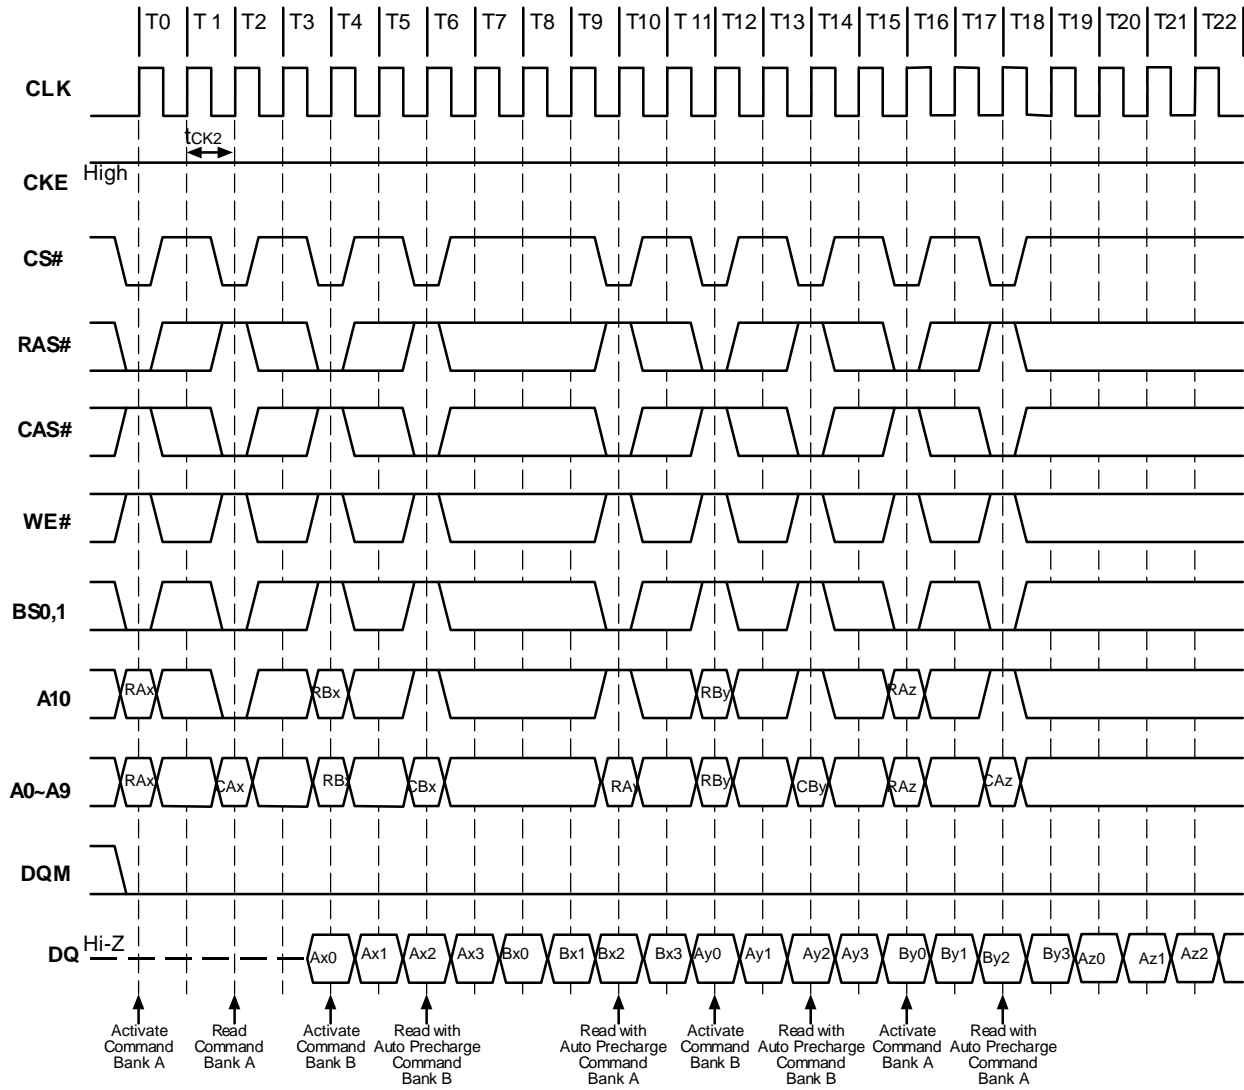 T0 T 1 T2 T3 T4 T5 T6 T7 T8 T9 T10 T 11 T12 T13 T14 T15 T16 T17 T18 T19 T20 T21 T22
CLK
tCK2
High
CKE
CS#
RAS#
CAS#
WE#
BS0,1
A10 RAx RBx RBy RAz
A0~A9 RAx CAx RBx CBx RAy RBy CBy RAz CAz
DQM
Hi-Z
DQ Ax0 Ax1 Ax2 Ax3 Bx0 Bx1 Bx2 Bx3 Ay0 Ay1 Ay2 Ay3 By0 By1 By2 By3 Az0 Az1 Az2
Activate
Command
Bank A
Read
Command
Bank A
Activate
Command
Bank B
Read with
Auto Precharge
Command
Bank B
Read with
Auto Precharge
Command
Bank A
Activate
Command
Bank B
Read with
Auto Precharge
Command
Bank B
Activate
Command
Bank A
Read with
Auto Precharge
Command
Bank A